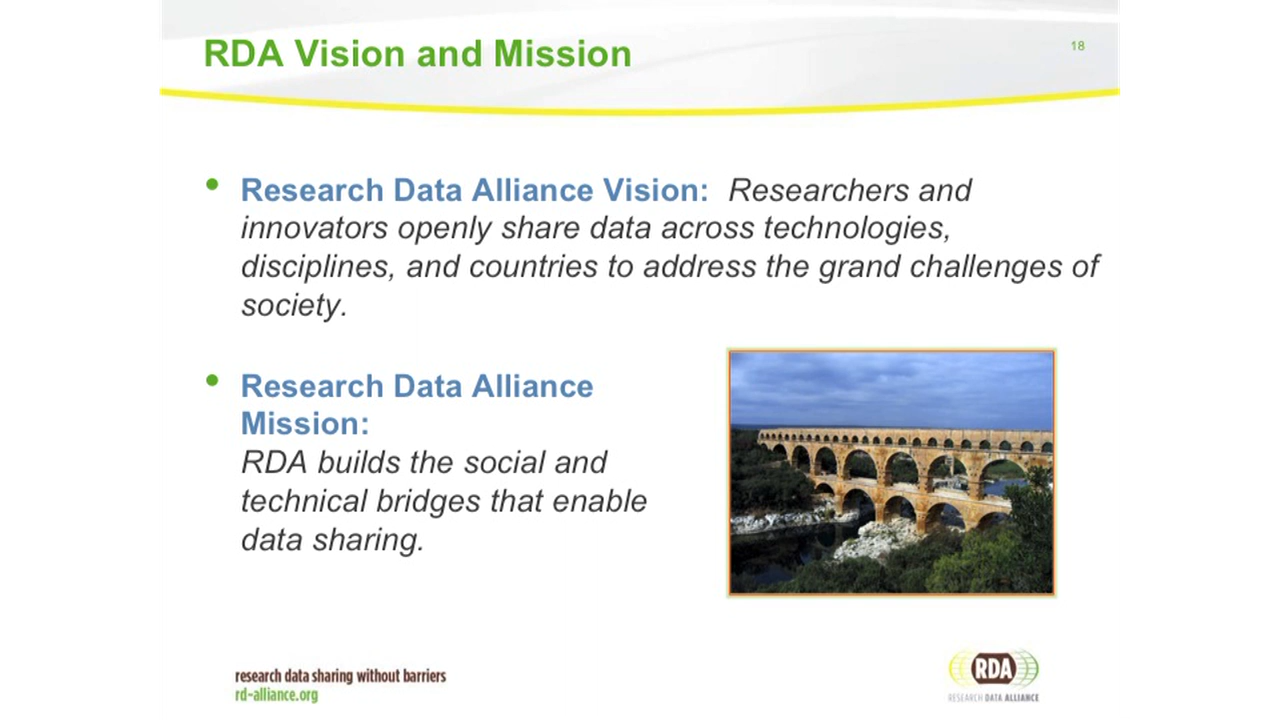 RDA Vision and Mission
18
• Research Data Alliance Vision: Researchers and
innovators openly share data across technologies,
disciplines, and countries to address the grand challenges of
society.
• Research Data Alliance
Mission:
RDA builds the social and
technical bridges that enable
data sharing.
research data sharing without barriers
rd-alliance.org
RDA
RESEARCH DATA ALLIANCE